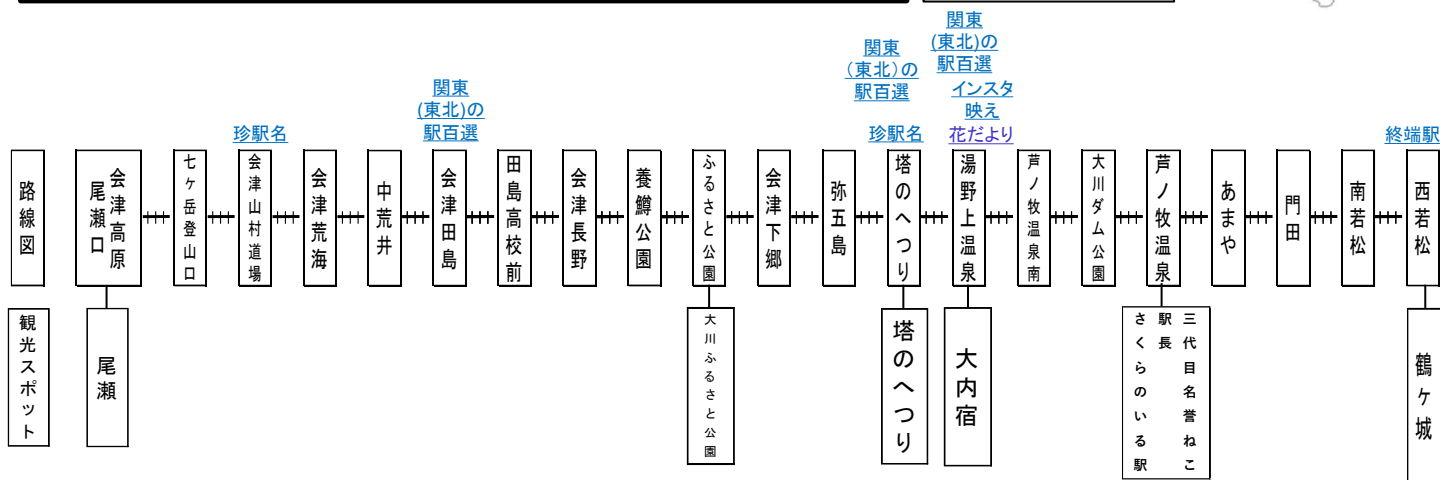 関東
(東北)の
駅百選
関東
(東北)の
駅百選
インスタ
映え
花だより
関東
(東北)の
駅百選
珍駅名
珍駅名
終端駅
路線図
会津高原
尾瀬口
七ケ岳登山口
会津山村道場
会津荒海
中荒井
会津田島
田島高校前
会津長野
養鱒公園
ふるさと公園
会津下郷
弥五島
塔のへつり
湯野上温泉
芦ノ牧温泉南
大川ダム公園
芦ノ牧温泉
あまや
門田
南若松
西若松
観光スポット
尾瀬
大川ふるさと公園
塔のへつり
大内宿
三代目名誉ねこ
駅長
さくらのいる駅
鶴ケ城